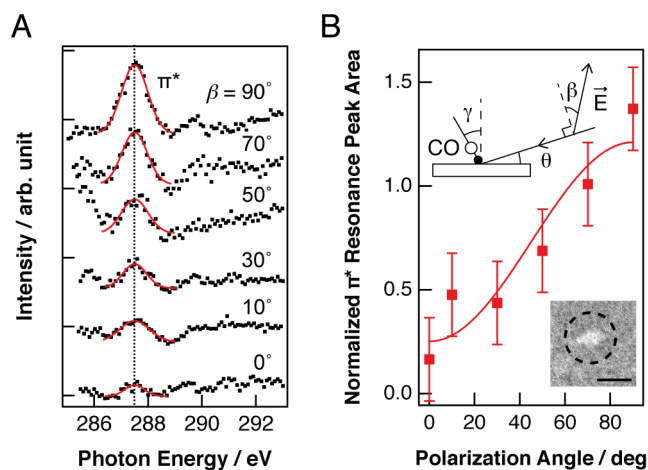 A
π*
β = 90°
70°
50°
30°
10°
0°
Intensity / arb. unit
286
288
290
292
Photon Energy / eV
B
Normalized π* Resonance Peak Area
1.5
1.0
0.5
0.0
γ
CO
θ
β
E⃗
0
20
40
60
80
Polarization Angle / deg